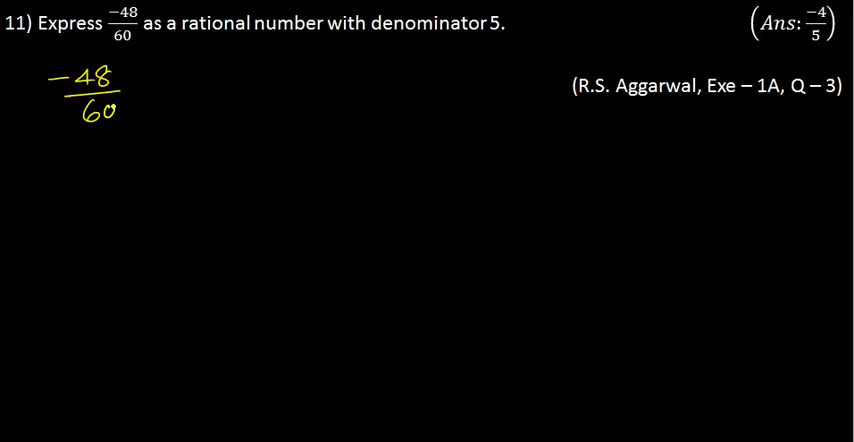 11) Express −48/60 as a rational number with denominator 5. (Ans: −4/5)
(R.S. Aggarwal, Exe – 1A, Q – 3)
−48
60